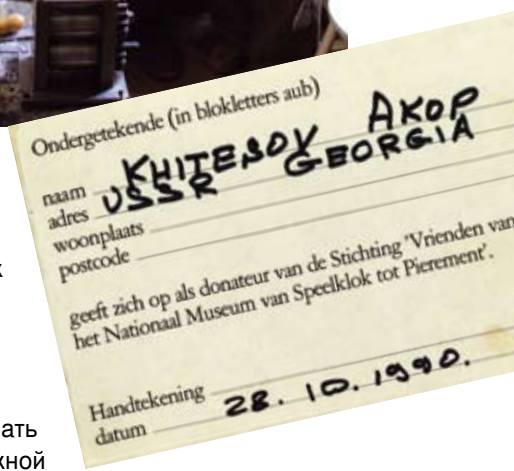 Ondergetekende (in blokletters aub)
naam KHITESOV AKOP
adres USSR GEORGIA
woonplaats
postcode
geeft zich op als donateur van de Stichting 'Vrienden van
het Nationaal Museum van Speelklok tot Pierement'.
Handtekening
datum 28. 10. 1990.